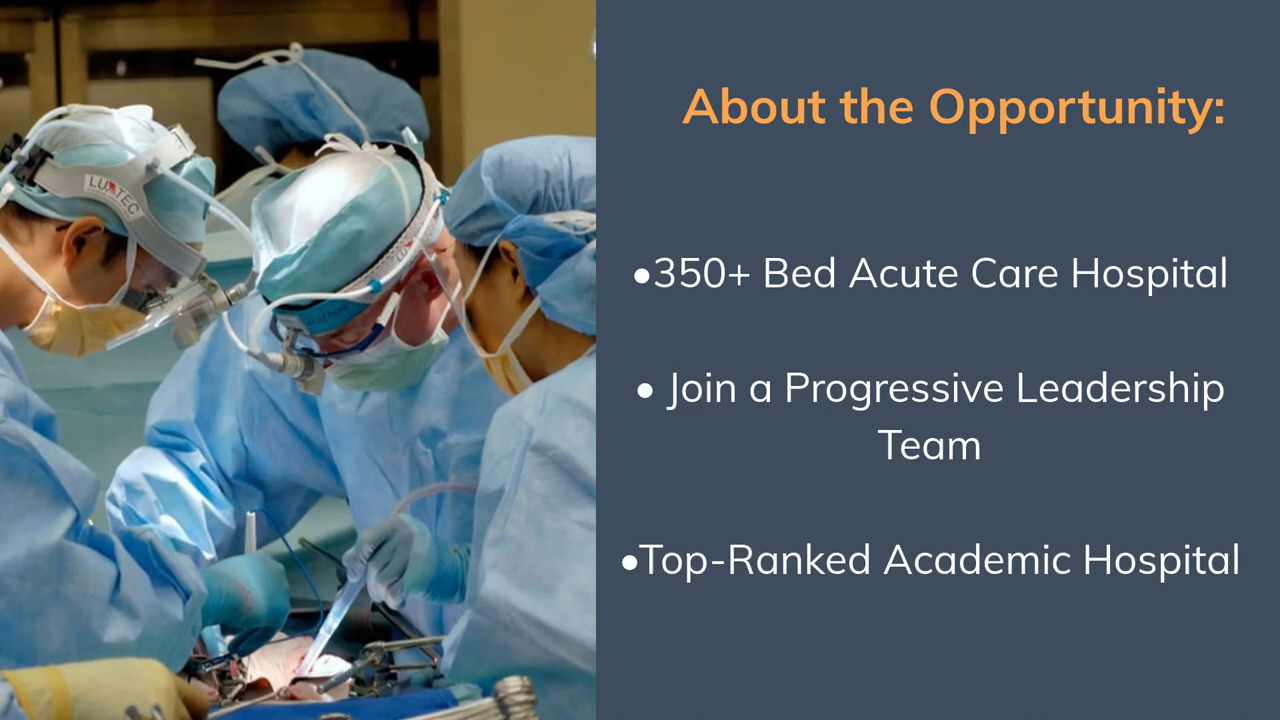 LUXTEC
About the Opportunity:
•350+ Bed Acute Care Hospital
• Join a Progressive Leadership
Team
•Top-Ranked Academic Hospital